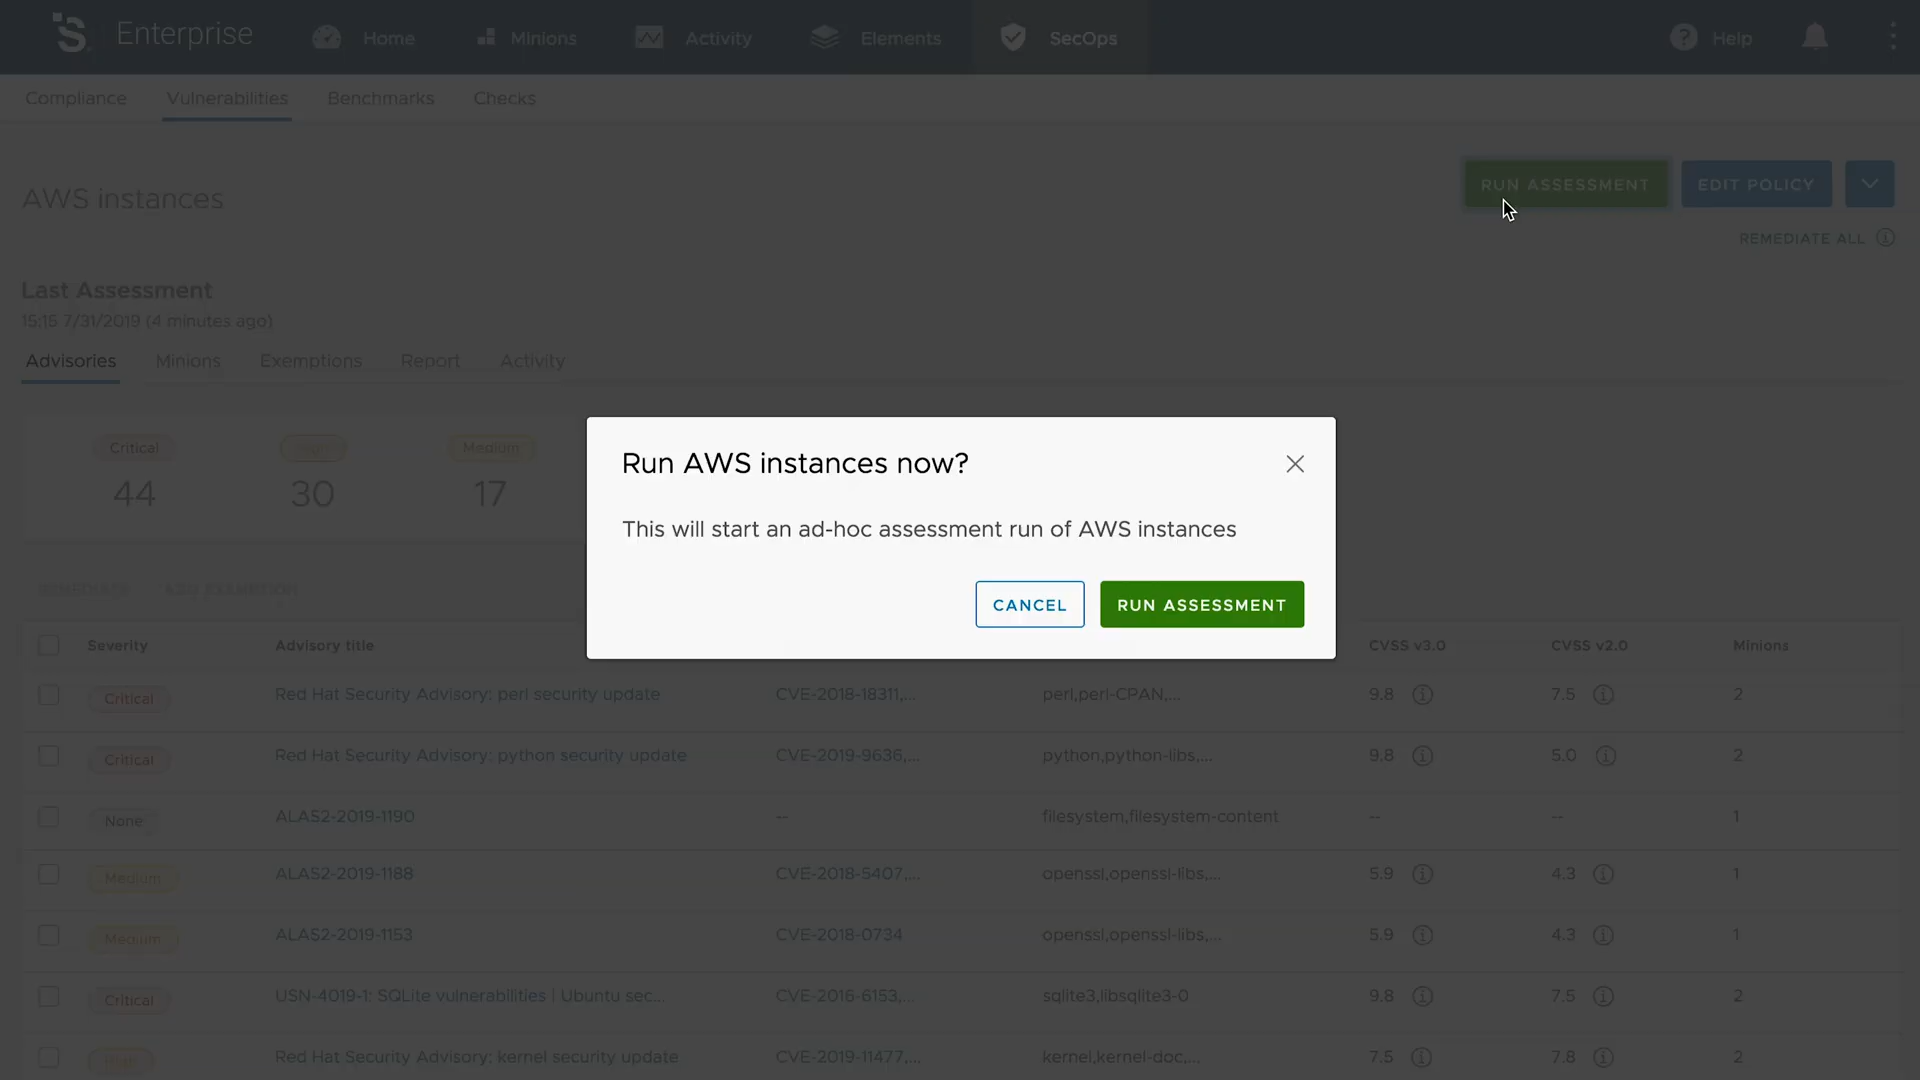 Enterprise Home Minions Activity Elements SecOps Help
Compliance Vulnerabilities Benchmarks Checks
AWS instances RUN ASSESSMENT EDIT POLICY
REMEDIATE ALL
Last Assessment
15:15 7/31/2019 (4 minutes ago)
Advisories Minions Exemptions Report Activity
Critical High Medium
44 30 17
Run AWS instances now?
This will start an ad-hoc assessment run of AWS instances
CANCEL RUN ASSESSMENT
REMEDIATE ADD EXEMPTION
Severity Advisory title CVSS v3.0 CVSS v2.0 Minions
Critical Red Hat Security Advisory: perl security update CVE-2018-18311,... perl,perl-CPAN,... 9.8 7.5 2
Critical Red Hat Security Advisory: python security update CVE-2019-9636,... python,python-libs,... 9.8 5.0 2
None ALAS2-2019-1190 -- filesystem,filesystem-content -- -- 1
Medium ALAS2-2019-1188 CVE-2018-5407,... openssl,openssl-libs,... 5.9 4.3 1
Medium ALAS2-2019-1153 CVE-2018-0734 openssl,openssl-libs,... 5.9 4.3 1
Critical USN-4019-1: SQLite vulnerabilities | Ubuntu sec... CVE-2016-6153,... sqlite3,libsqlite3-0 9.8 7.5 2
High Red Hat Security Advisory: kernel security update CVE-2019-11477,... kernel,kernel-doc,... 7.5 7.8 2